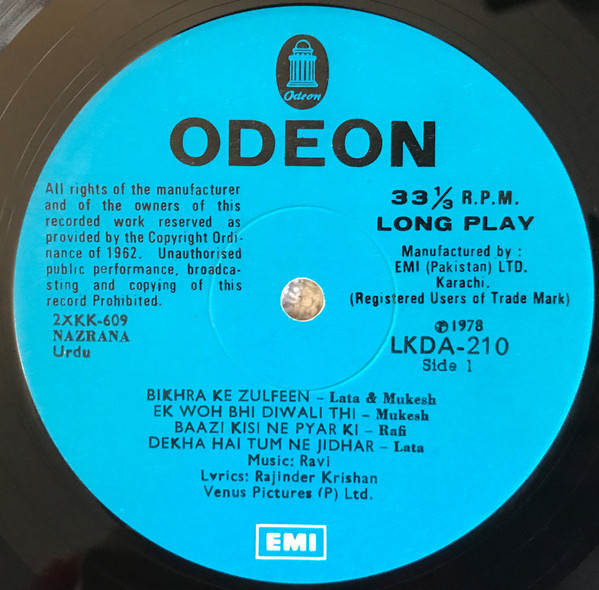 Odeon
ODEON
All rights of the manufacturer
and of the owners of this
recorded work reserved as
provided by the Copyright Ordi-
nance of 1962. Unauthorised
public performance, broadca-
sting and copying of this
record Prohibited.
2XKK-609
NAZRANA
Urdu
33 1/3 R.P.M.
LONG PLAY
Manufactured by :
EMI (Pakistan) LTD.
Karachi.
(Registered Users of Trade Mark)
℗ 1978
LKDA-210
Side 1
BIKHRA KE ZULFEEN – Lata & Mukesh
EK WOH BHI DIWALI THI – Mukesh
BAAZI KISI NE PYAR KI – Rafi
DEKHA HAI TUM NE JIDHAR – Lata
Music: Ravi
Lyrics: Rajinder Krishan
Venus Pictures (P) Ltd.
EMI